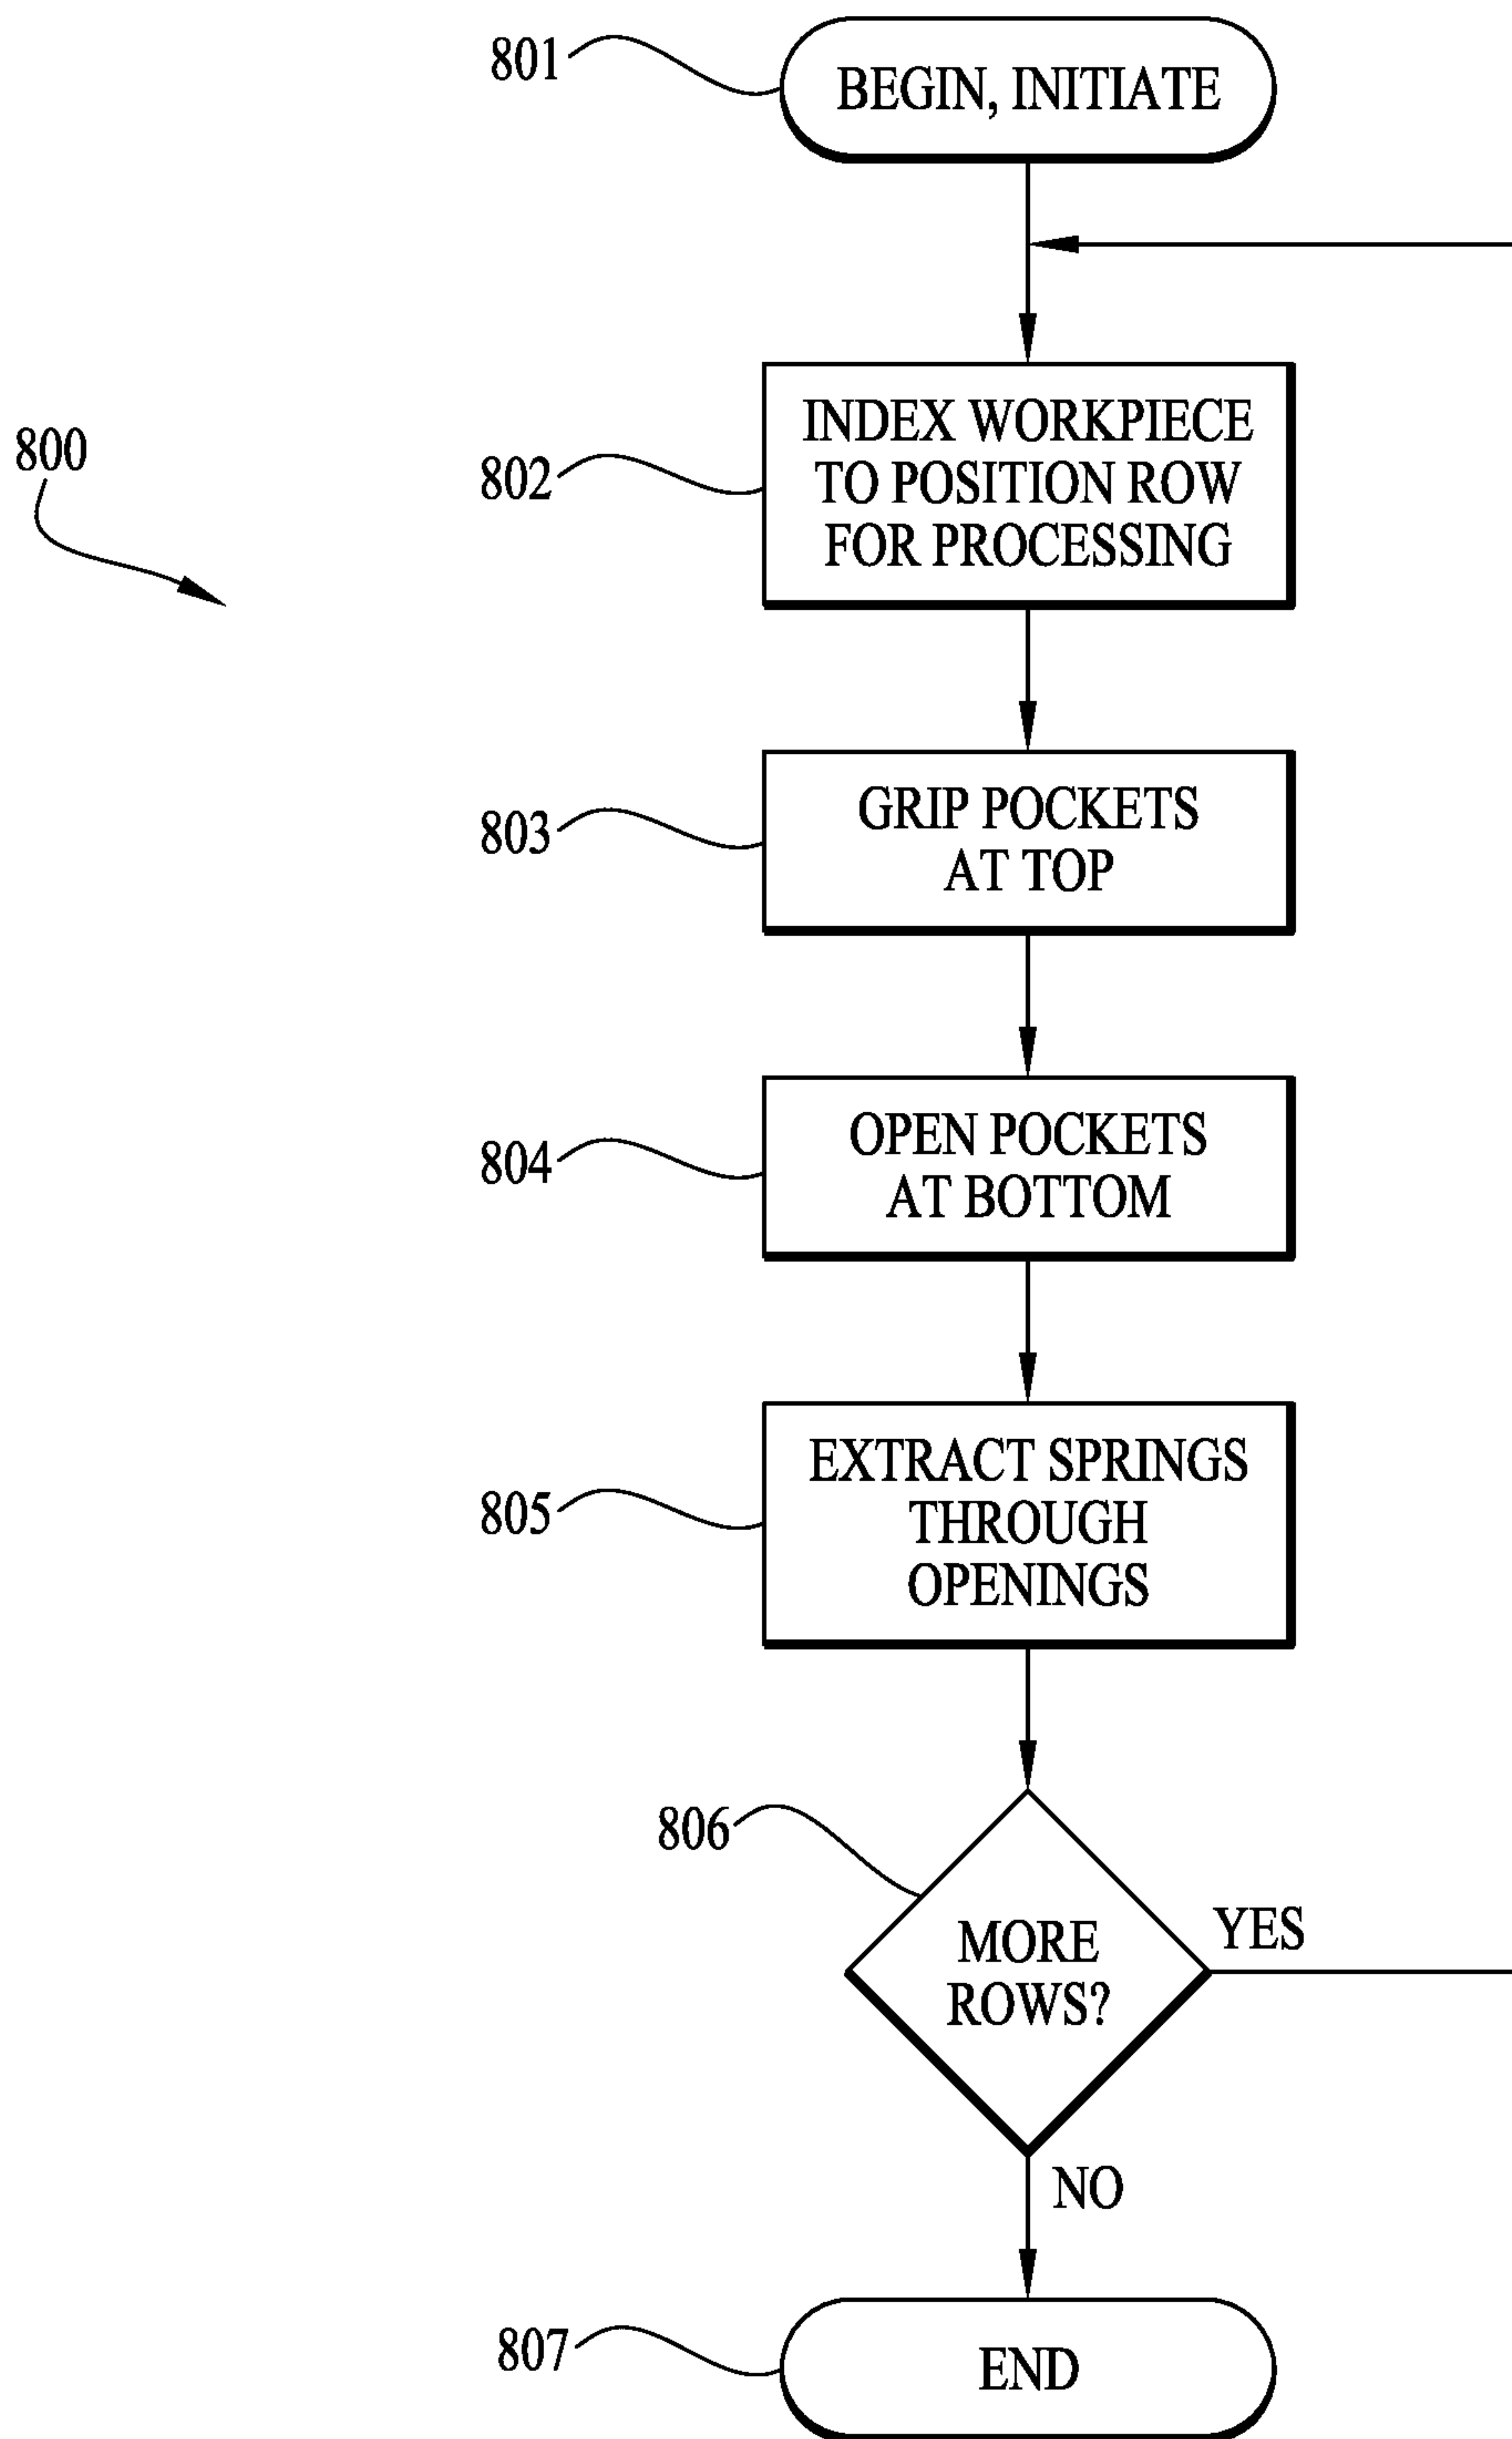 801
BEGIN, INITIATE
800
802
INDEX WORKPIECE
TO POSITION ROW
FOR PROCESSING
803
GRIP POCKETS
AT TOP
804
OPEN POCKETS
AT BOTTOM
805
EXTRACT SPRINGS
THROUGH
OPENINGS
806
MORE
ROWS?
YES
NO
807
END